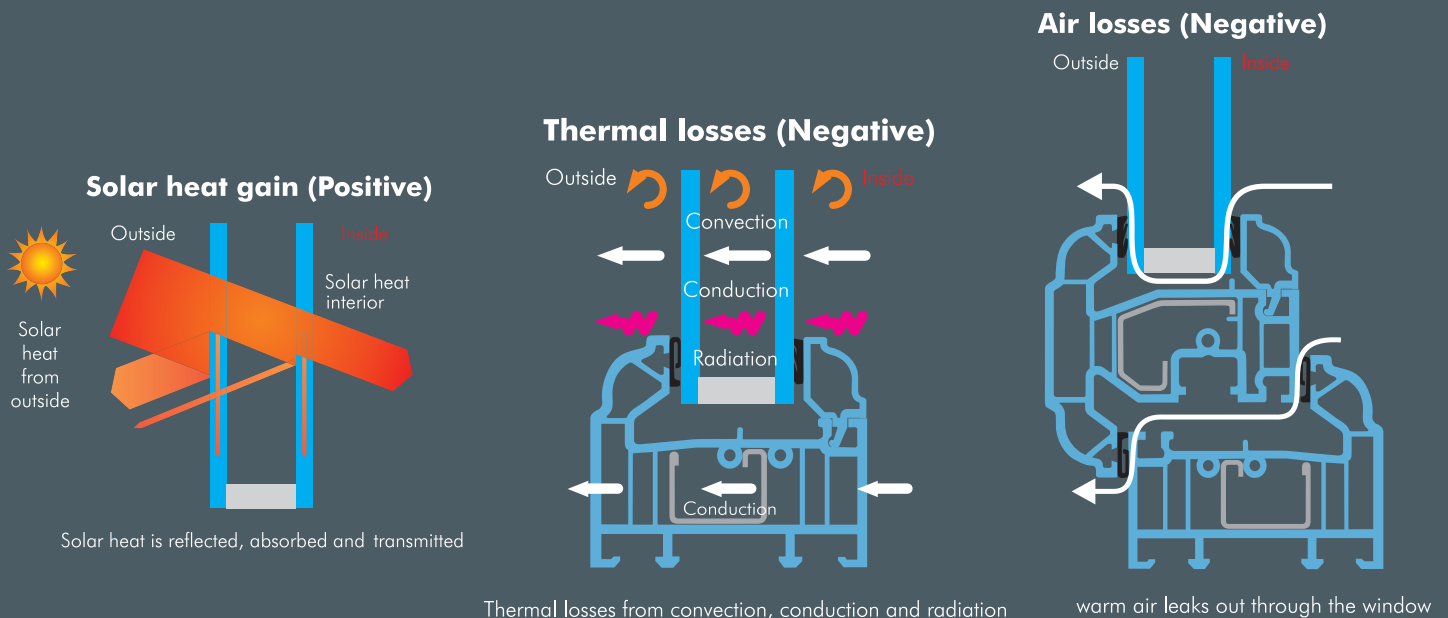 Solar heat gain (Positive)
Outside
Inside
Solar heat
interior
Solar
heat
from
outside
Solar heat is reflected, absorbed and transmitted
Thermal losses (Negative)
Outside
Inside
Convection
Conduction
Radiation
Conduction
Thermal losses from convection, conduction and radiation
Air losses (Negative)
Outside
Inside
warm air leaks out through the window